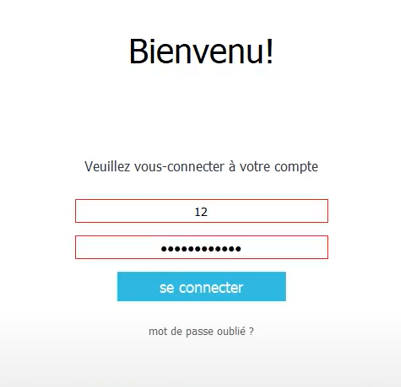 Bienvenu!
Veuillez vous-connecter à votre compte
12
●●●●●●●●●●●●
se connecter
mot de passe oublié ?